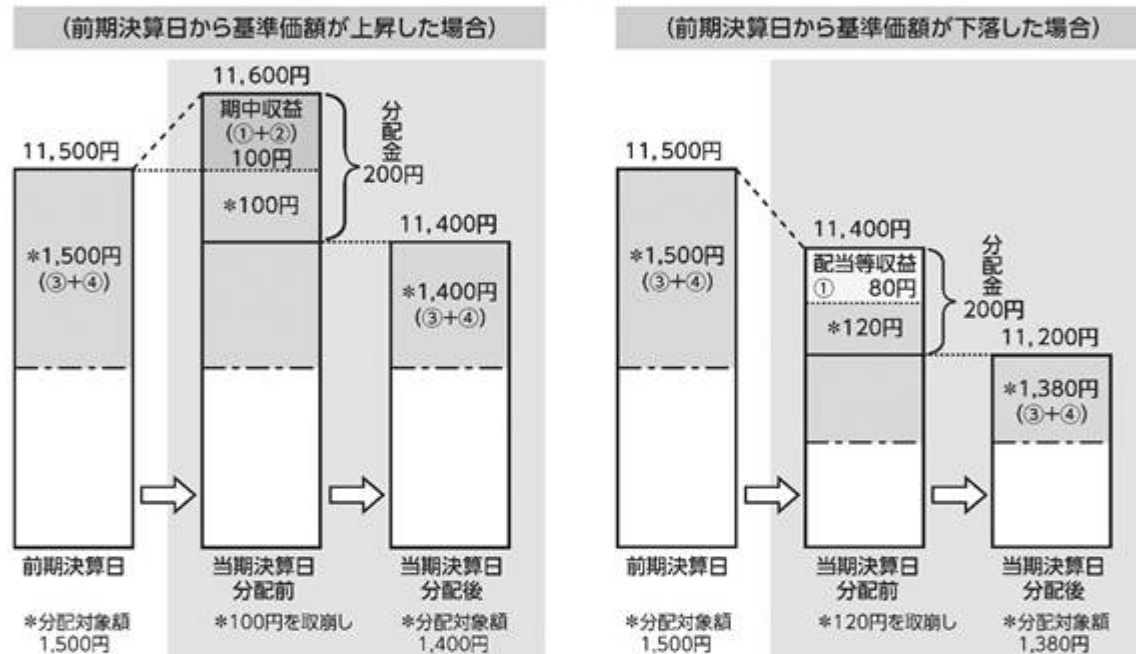 (前期決算日から基準価額が上昇した場合)
11,500円
*1,500円
(③+④)
前期決算日
*分配対象額
1,500円
11,600円
期中収益
(①+②)
100円
*100円
分配金
200円
当期決算日
分配前
*100円を取崩し
11,400円
*1,400円
(③+④)
当期決算日
分配後
*分配対象額
1,400円
(前期決算日から基準価額が下落した場合)
11,500円
*1,500円
(③+④)
前期決算日
*分配対象額
1,500円
11,400円
配当等収益
① 80円
*120円
分配金
200円
当期決算日
分配前
*120円を取崩し
11,200円
*1,380円
(③+④)
当期決算日
分配後
*分配対象額
1,380円